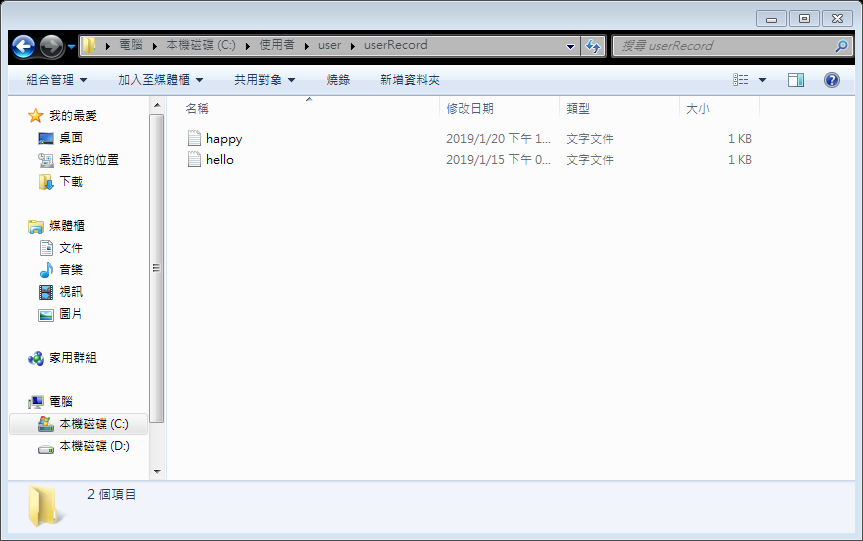 電腦 本機磁碟 (C:) 使用者 user userRecord 搜尋 userRecord
組合管理 加入至媒體櫃 共用對象 燒錄 新增資料夾
我的最愛
桌面
最近的位置
下載
媒體櫃
文件
音樂
視訊
圖片
家用群組
電腦
本機磁碟 (C:)
本機磁碟 (D:)
名稱 修改日期 類型 大小
happy 2019/1/20 下午 1... 文字文件 1 KB
hello 2019/1/15 下午 0... 文字文件 1 KB
2 個項目